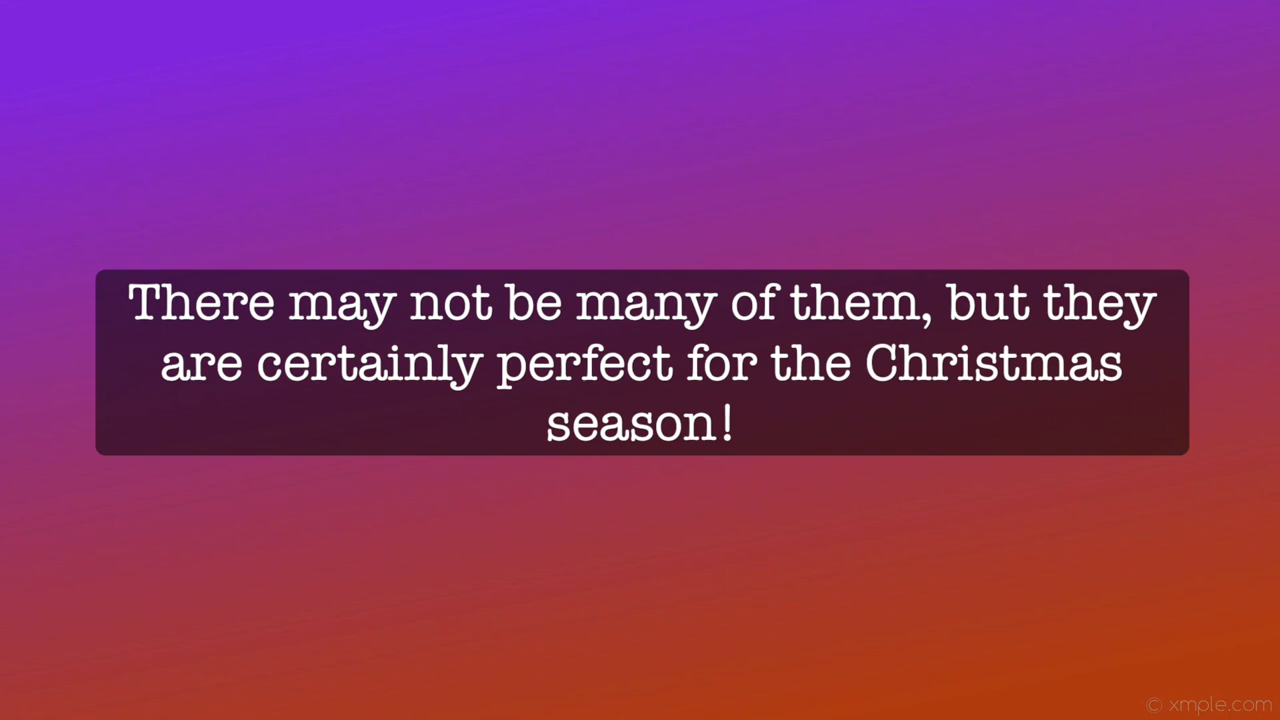 There may not be many of them, but they
are certainly perfect for the Christmas
season!
© xmple.com